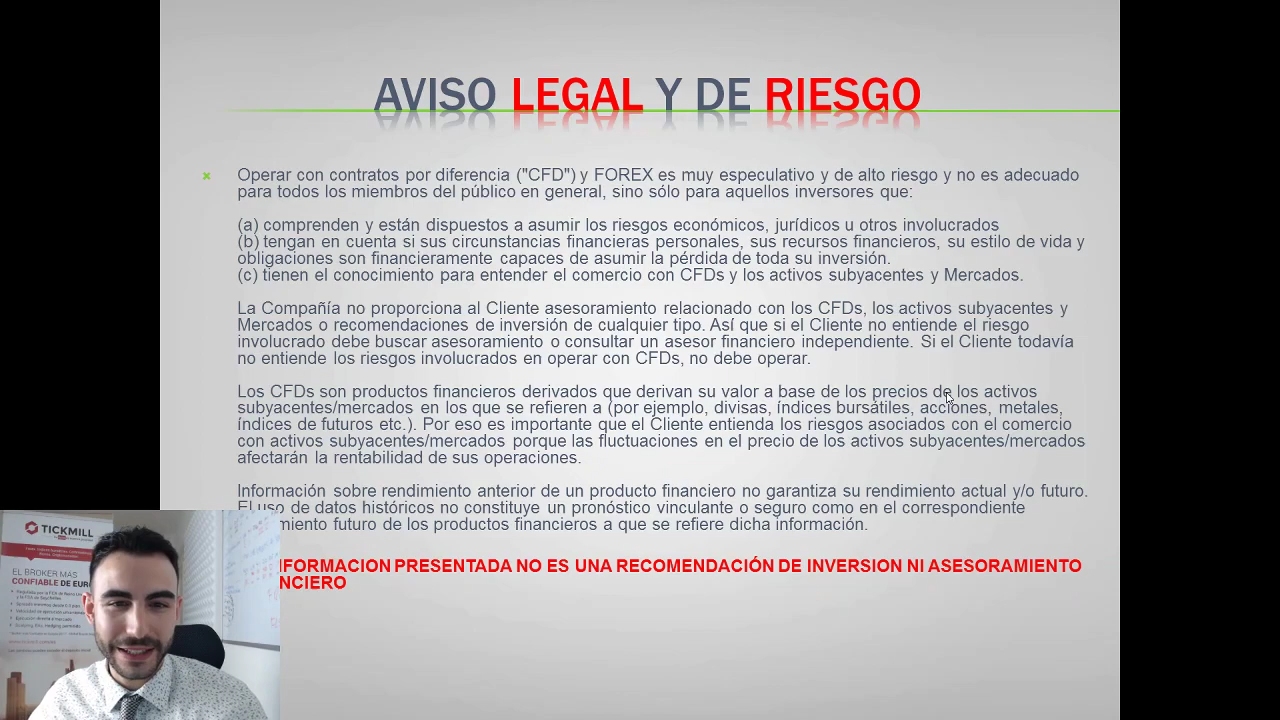 AVISO LEGAL Y DE RIESGO
Operar con contratos por diferencia ("CFD") y FOREX es muy especulativo y de alto riesgo y no es adecuado
para todos los miembros del público en general, sino sólo para aquellos inversores que:
(a) comprenden y están dispuestos a asumir los riesgos económicos, jurídicos u otros involucrados
(b) tengan en cuenta si sus circunstancias financieras personales, sus recursos financieros, su estilo de vida y
obligaciones son financieramente capaces de asumir la pérdida de toda su inversión.
(c) tienen el conocimiento para entender el comercio con CFDs y los activos subyacentes y Mercados.
La Compañía no proporciona al Cliente asesoramiento relacionado con los CFDs, los activos subyacentes y
Mercados o recomendaciones de inversión de cualquier tipo. Así que si el Cliente no entiende el riesgo
involucrado debe buscar asesoramiento o consultar un asesor financiero independiente. Si el Cliente todavía
no entiende los riesgos involucrados en operar con CFDs, no debe operar.
Los CFDs son productos financieros derivados que derivan su valor a base de los precios de los activos
subyacentes/mercados en los que se refieren a (por ejemplo, divisas, índices bursátiles, acciones, metales,
índices de futuros etc.). Por eso es importante que el Cliente entienda los riesgos asociados con el comercio
con activos subyacentes/mercados porque las fluctuaciones en el precio de los activos subyacentes/mercados
afectarán la rentabilidad de sus operaciones.
Información sobre rendimiento anterior de un producto financiero no garantiza su rendimiento actual y/o futuro.
El uso de datos históricos no constituye un pronóstico vinculante o seguro como en el correspondiente
miento futuro de los productos financieros a que se refiere dicha información.
NFORMACION PRESENTADA NO ES UNA RECOMENDACIÓN DE INVERSION NI ASESORAMIENTO
NCIERO
TICKMILL
EL BROKER MÁS
CONFIABLE DE EUR